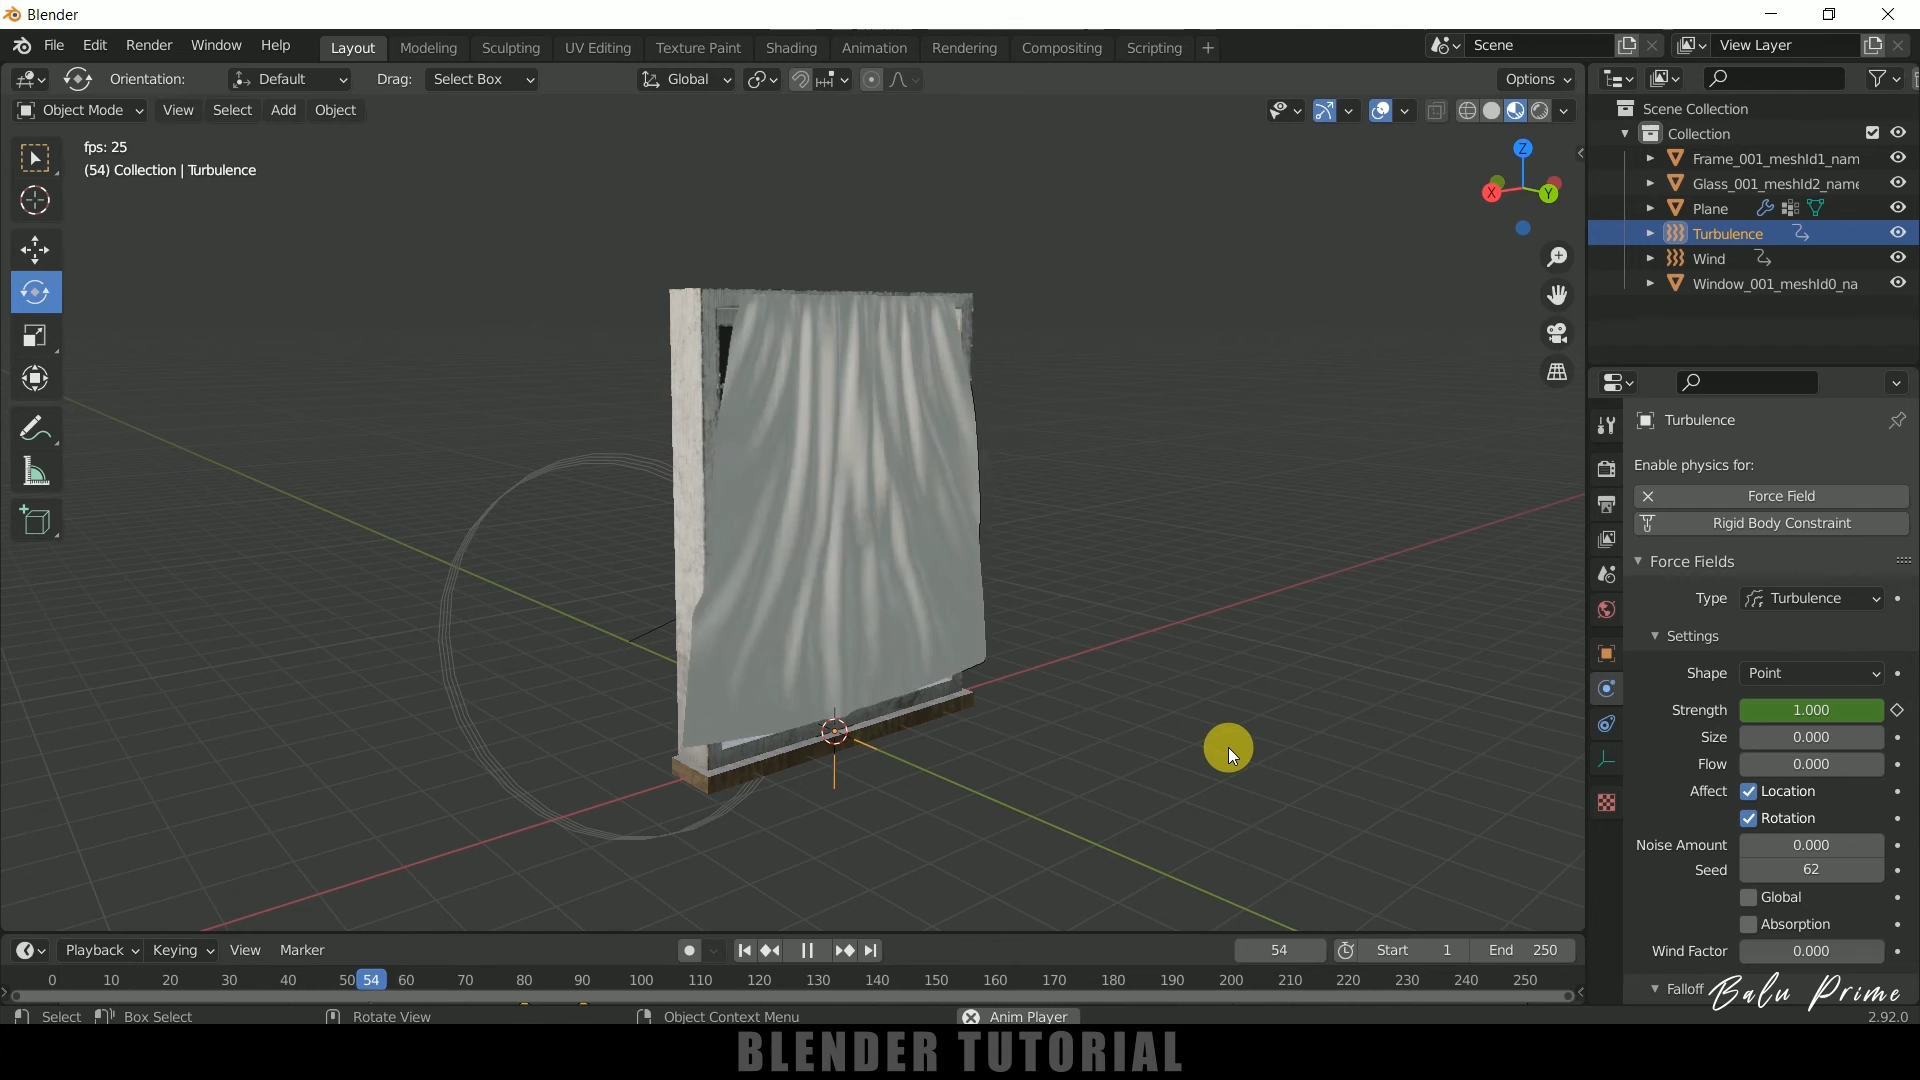 Blender
File Edit Render Window Help Layout Modeling Sculpting UV Editing Texture Paint Shading Animation Rendering Compositing Scripting + Scene View Layer
Orientation: Default Drag: Select Box Global Options
Object Mode View Select Add Object
Scene Collection
Collection
Frame_001_meshId1_nam
Glass_001_meshId2_name
Plane
Turbulence
Wind
Window_001_meshId0_na
fps: 25
(54) Collection | Turbulence
Z
X
Y
Turbulence
Enable physics for:
Force Field
Rigid Body Constraint
Force Fields
Type Turbulence
Settings
Shape Point
Strength 1.000
Size 0.000
Flow 0.000
Affect Location
Rotation
Noise Amount 0.000
Seed 62
Global
Absorption
Wind Factor 0.000
Falloff
Balu Prime
Playback Keying View Marker 54 Start 1 End 250
0 10 20 30 40 50 54 60 70 80 90 100 110 120 130 140 150 160 170 180 190 200 210 220 230 240 250
Select Box Select Rotate View Object Context Menu Anim Player 2.92.0
BLENDER TUTORIAL